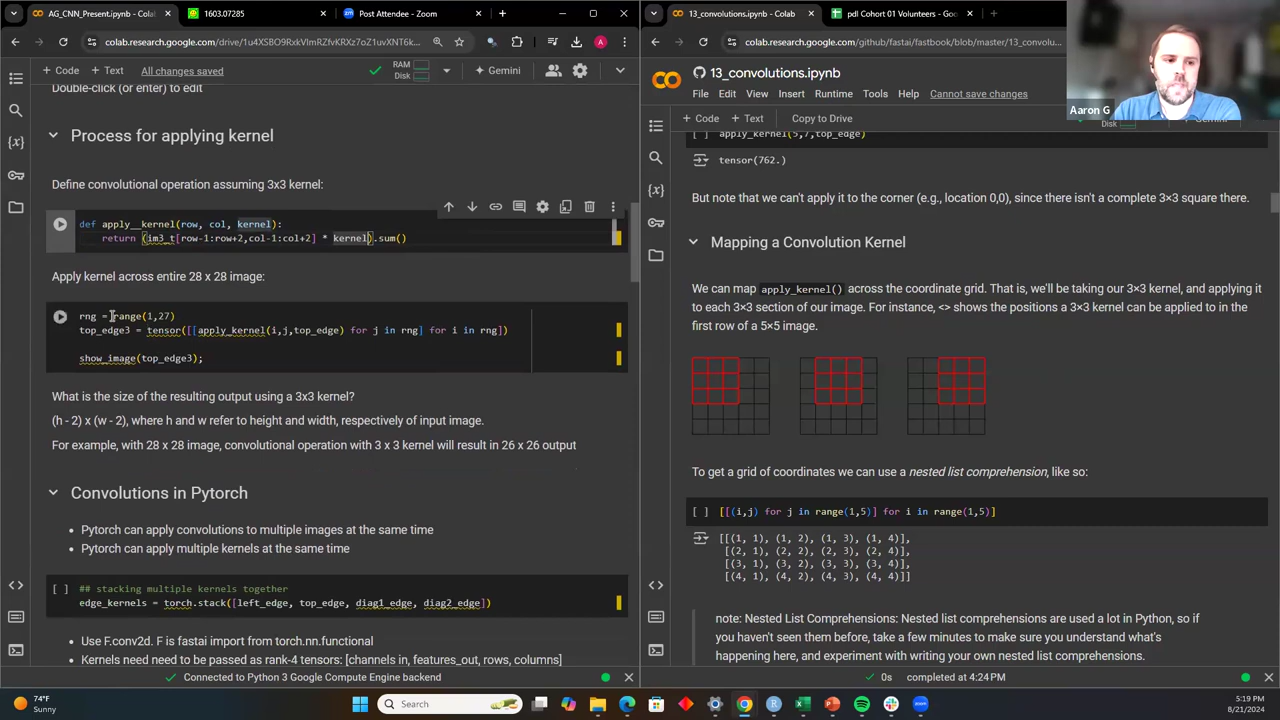 AG_CNN_Present.ipynb - Colab
1603.07285
Post Attendee - Zoom
colab.research.google.com/drive/1u4XSBO9RxkVlmRZfvKRXz7oZ1uvXNT6k...
+ Code + Text All changes saved
RAM
Disk
Gemini
Double-click (or enter) to edit
Process for applying kernel
Define convolutional operation assuming 3x3 kernel:
def apply__kernel(row, col, kernel):
return (im3_t[row-1:row+2,col-1:col+2] * kernel).sum()
Apply kernel across entire 28 x 28 image:
rng = range(1,27)
top_edge3 = tensor([[apply_kernel(i,j,top_edge) for j in rng] for i in rng])
show_image(top_edge3);
What is the size of the resulting output using a 3x3 kernel?
(h - 2) x (w - 2), where h and w refer to height and width, respectively of input image.
For example, with 28 x 28 image, convolutional operation with 3 x 3 kernel will result in 26 x 26 output
Convolutions in Pytorch
• Pytorch can apply convolutions to multiple images at the same time
• Pytorch can apply multiple kernels at the same time
[ ] ## stacking multiple kernels together
edge_kernels = torch.stack([left_edge, top_edge, diag1_edge, diag2_edge])
• Use F.conv2d. F is fastai import from torch.nn.functional
• Kernels need need to be passed as rank-4 tensors: [channels in, features_out, rows, columns]
Connected to Python 3 Google Compute Engine backend
13_convolutions.ipynb - Colab
pdl Cohort 01 Volunteers
colab.research.google.com/github/fastai/fastbook/blob/master/13_convolu...
13_convolutions.ipynb
File Edit View Insert Runtime Tools Help Cannot save changes
Aaron G
+ Code + Text Copy to Drive
Disk
[ ] apply_kernel(5,7,top_edge)
tensor(762.)
But note that we can't apply it to the corner (e.g., location 0,0), since there isn't a complete 3×3 square there.
Mapping a Convolution Kernel
We can map apply_kernel() across the coordinate grid. That is, we'll be taking our 3×3 kernel, and applying it
to each 3×3 section of our image. For instance, <> shows the positions a 3×3 kernel can be applied to in the
first row of a 5×5 image.
To get a grid of coordinates we can use a nested list comprehension, like so:
[ ] [[(i,j) for j in range(1,5)] for i in range(1,5)]
[[(1, 1), (1, 2), (1, 3), (1, 4)],
[(2, 1), (2, 2), (2, 3), (2, 4)],
[(3, 1), (3, 2), (3, 3), (3, 4)],
[(4, 1), (4, 2), (4, 3), (4, 4)]]
note: Nested List Comprehensions: Nested list comprehensions are used a lot in Python, so if
you haven't seen them before, take a few minutes to make sure you understand what's
happening here, and experiment with writing your own nested list comprehensions.
0s completed at 4:24 PM
74°F
Sunny
Search
5:19 PM
8/21/2024